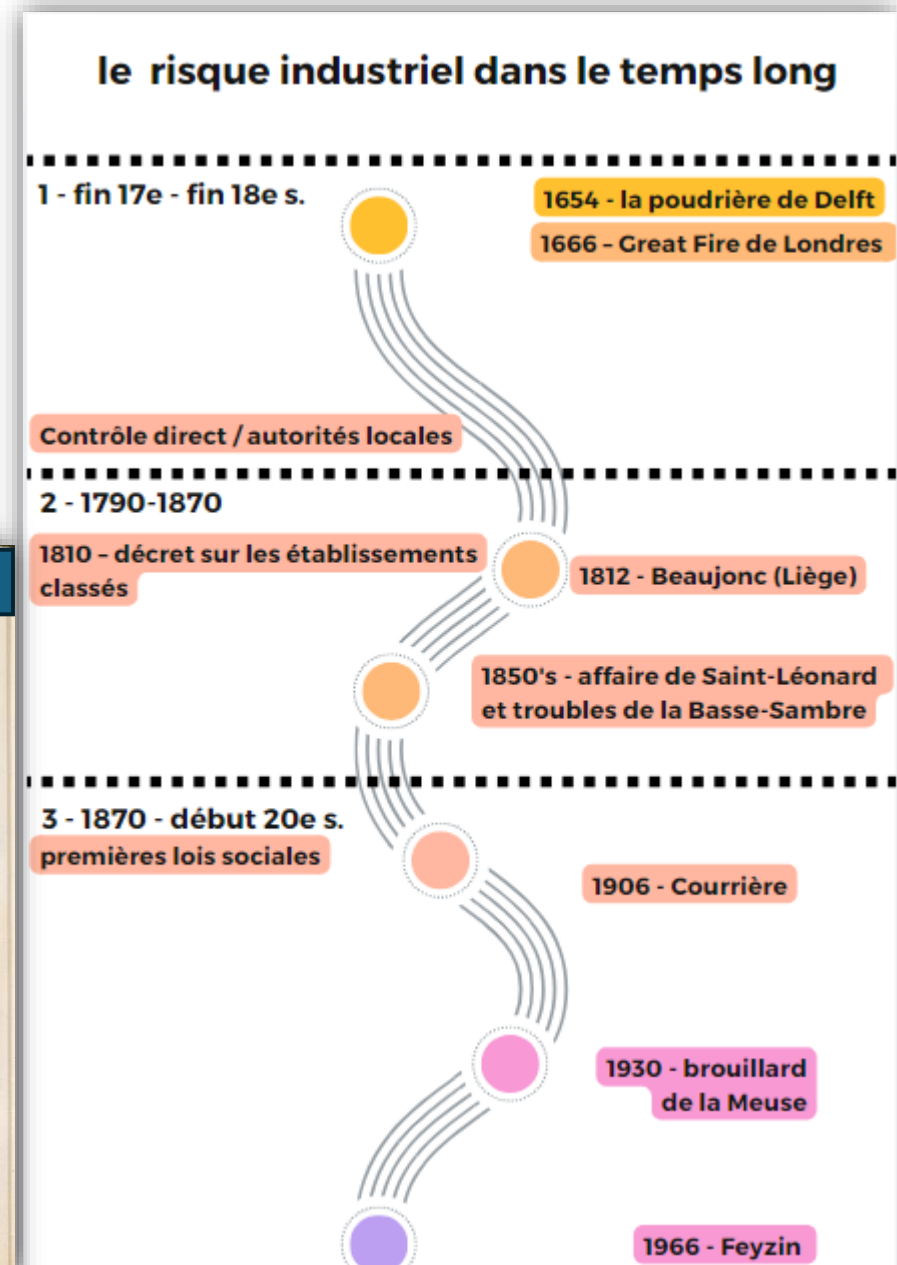 le risque industriel dans le temps long
1 - fin 17e - fin 18e s.
1654 - la poudrière de Delft
1666 – Great Fire de Londres
Contrôle direct / autorités locales
2 - 1790-1870
1810 – décret sur les établissements
classés
1812 - Beaujonc (Liège)
1850's - affaire de Saint-Léonard
et troubles de la Basse-Sambre
3 - 1870 - début 20e s.
premières lois sociales
1906 - Courrière
1930 - brouillard
de la Meuse
1966 - Feyzin